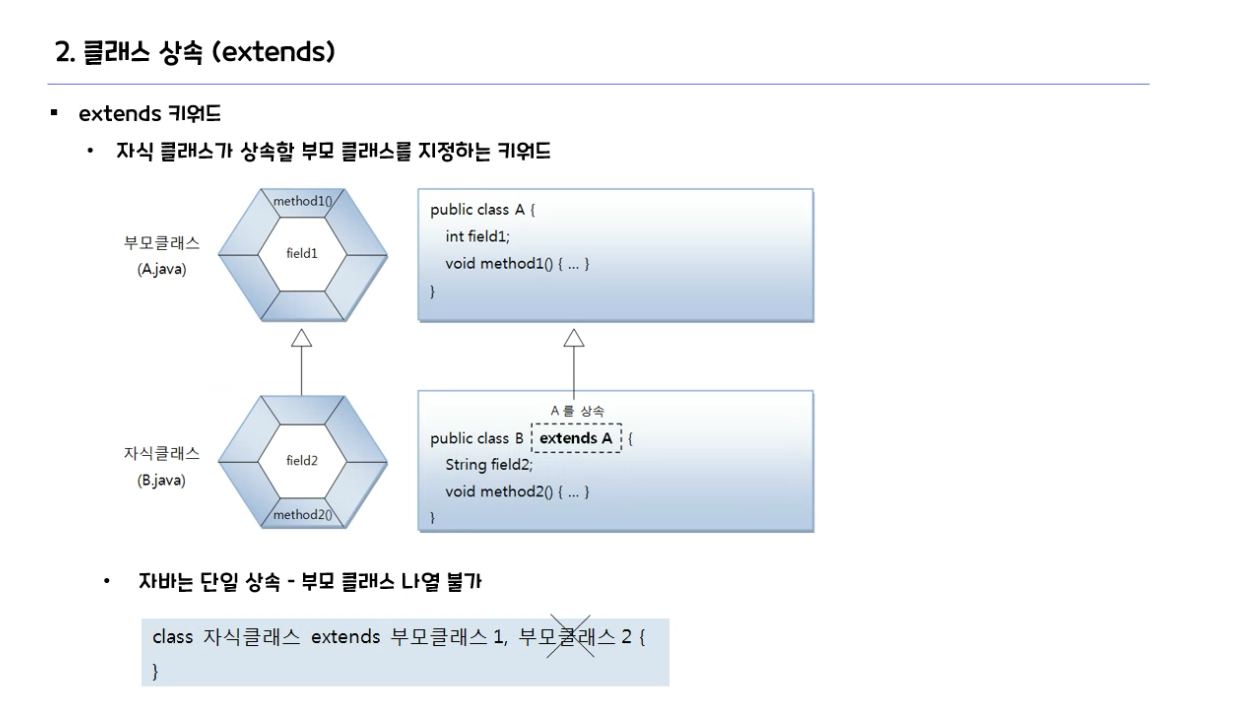 2. 클래스 상속 (extends)
▪ extends 키워드
• 자식 클래스가 상속할 부모 클래스를 지정하는 키워드
method1()
field1
부모클래스
(A.java)
public class A {
int field1;
void method1() { ... }
}
field2
method2()
자식클래스
(B.java)
A 를 상속
public class B extends A {
String field2;
void method2() { ... }
}
• 자바는 단일 상속 - 부모 클래스 나열 불가
class 자식클래스 extends 부모클래스 1, 부모클래스 2 {
}